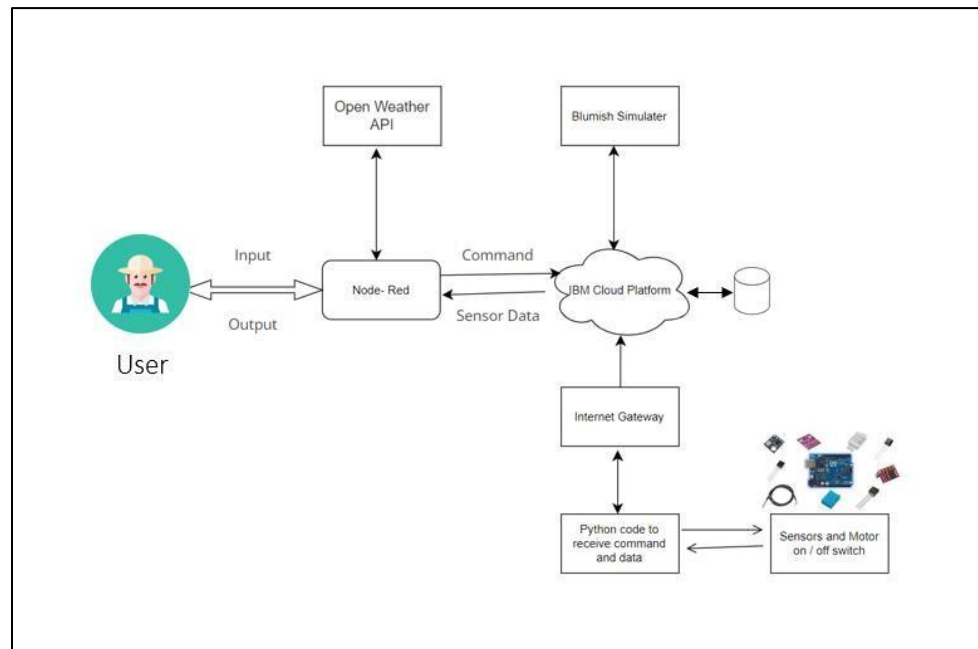 Open Weather
API
Blumish Simulater
Input
Output
User
Node- Red
Command
Sensor Data
IBM Cloud Platform
Internet Gateway
Python code to
receive command
and data
Sensors and Motor
on / off switch